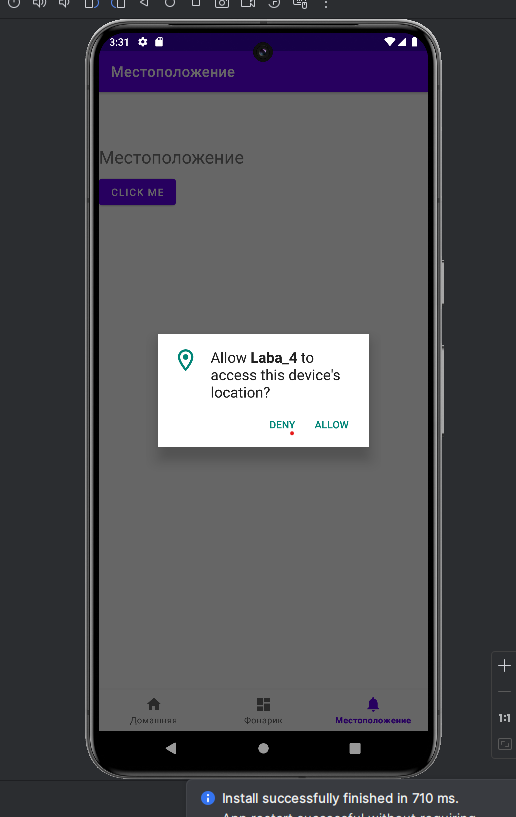 3:31
Местоположение
Местоположение
CLICK ME
Allow Laba_4 to
access this device's
location?
DENY ALLOW
Домашняя Фонарик Местоположение
1:1
Install successfully finished in 710 ms.
App restart successful without requiring